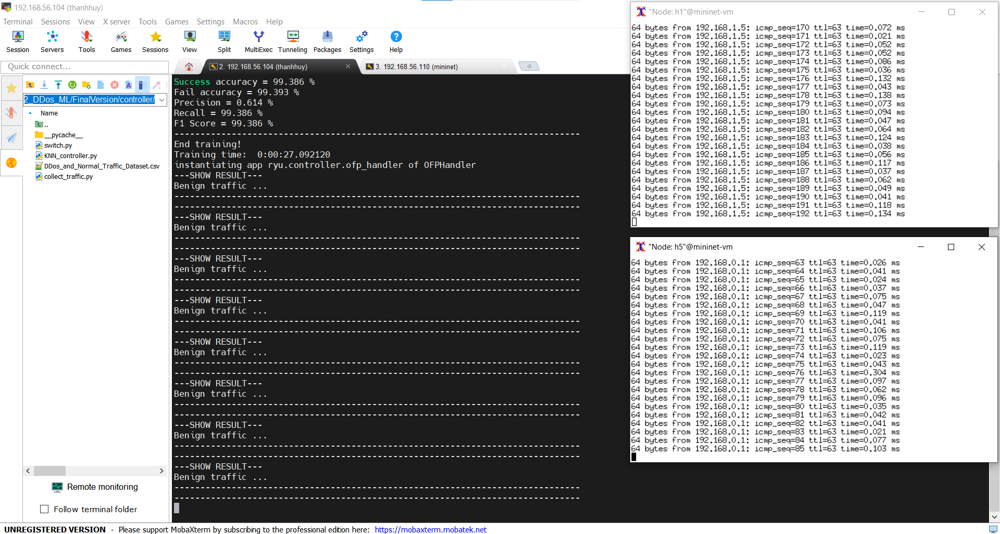 192.168.56.104 (thanhhuy)
Terminal Sessions View X server Tools Games Settings Macros Help
Session Servers Tools Games Sessions View Split MultiExec Tunneling Packages Settings Help
Quick connect...
2. 192.168.56.104 (thanhhuy)
3. 192.168.56.110 (mininet)
2_DDos_ML/FinalVersion/controller/
Name
..
__pycache__
switch.py
KNN_controller.py
DDos_and_Normal_Traffic_Dataset.csv
collect_traffic.py
Remote monitoring
Follow terminal folder
Success accuracy = 99.386 %
Fail accuracy = 99.393 %
Precision = 0.614 %
Recall = 99.386 %
F1 Score = 99.386 %
------------------------------------------------------------------------------
End training!
Training time:  0:00:27.092120
instantiating app ryu.controller.ofp_handler of OFPHandler
---SHOW RESULT---
Benign traffic ...
------------------------------------------------------------------------------
------------------------------------------------------------------------------
---SHOW RESULT---
Benign traffic ...
------------------------------------------------------------------------------
------------------------------------------------------------------------------
---SHOW RESULT---
Benign traffic ...
------------------------------------------------------------------------------
------------------------------------------------------------------------------
---SHOW RESULT---
Benign traffic ...
------------------------------------------------------------------------------
------------------------------------------------------------------------------
---SHOW RESULT---
Benign traffic ...
------------------------------------------------------------------------------
------------------------------------------------------------------------------
---SHOW RESULT---
Benign traffic ...
------------------------------------------------------------------------------
------------------------------------------------------------------------------
---SHOW RESULT---
Benign traffic ...
------------------------------------------------------------------------------
------------------------------------------------------------------------------
---SHOW RESULT---
Benign traffic ...
------------------------------------------------------------------------------
------------------------------------------------------------------------------
"Node: h1"@mininet-vm
64 bytes from 192.168.1.5: icmp_seq=170 ttl=63 time=0.072 ms
64 bytes from 192.168.1.5: icmp_seq=171 ttl=63 time=0.021 ms
64 bytes from 192.168.1.5: icmp_seq=172 ttl=63 time=0.052 ms
64 bytes from 192.168.1.5: icmp_seq=173 ttl=63 time=0.052 ms
64 bytes from 192.168.1.5: icmp_seq=174 ttl=63 time=0.086 ms
64 bytes from 192.168.1.5: icmp_seq=175 ttl=63 time=0.036 ms
64 bytes from 192.168.1.5: icmp_seq=176 ttl=63 time=0.132 ms
64 bytes from 192.168.1.5: icmp_seq=177 ttl=63 time=0.043 ms
64 bytes from 192.168.1.5: icmp_seq=178 ttl=63 time=0.138 ms
64 bytes from 192.168.1.5: icmp_seq=179 ttl=63 time=0.073 ms
64 bytes from 192.168.1.5: icmp_seq=180 ttl=63 time=0.094 ms
64 bytes from 192.168.1.5: icmp_seq=181 ttl=63 time=0.047 ms
64 bytes from 192.168.1.5: icmp_seq=182 ttl=63 time=0.064 ms
64 bytes from 192.168.1.5: icmp_seq=183 ttl=63 time=0.124 ms
64 bytes from 192.168.1.5: icmp_seq=184 ttl=63 time=0.038 ms
64 bytes from 192.168.1.5: icmp_seq=185 ttl=63 time=0.056 ms
64 bytes from 192.168.1.5: icmp_seq=186 ttl=63 time=0.117 ms
64 bytes from 192.168.1.5: icmp_seq=187 ttl=63 time=0.037 ms
64 bytes from 192.168.1.5: icmp_seq=188 ttl=63 time=0.062 ms
64 bytes from 192.168.1.5: icmp_seq=189 ttl=63 time=0.049 ms
64 bytes from 192.168.1.5: icmp_seq=190 ttl=63 time=0.041 ms
64 bytes from 192.168.1.5: icmp_seq=191 ttl=63 time=0.118 ms
64 bytes from 192.168.1.5: icmp_seq=192 ttl=63 time=0.134 ms
"Node: h5"@mininet-vm
64 bytes from 192.168.0.1: icmp_seq=63 ttl=63 time=0.026 ms
64 bytes from 192.168.0.1: icmp_seq=64 ttl=63 time=0.041 ms
64 bytes from 192.168.0.1: icmp_seq=65 ttl=63 time=0.024 ms
64 bytes from 192.168.0.1: icmp_seq=66 ttl=63 time=0.037 ms
64 bytes from 192.168.0.1: icmp_seq=67 ttl=63 time=0.075 ms
64 bytes from 192.168.0.1: icmp_seq=68 ttl=63 time=0.047 ms
64 bytes from 192.168.0.1: icmp_seq=69 ttl=63 time=0.119 ms
64 bytes from 192.168.0.1: icmp_seq=70 ttl=63 time=0.041 ms
64 bytes from 192.168.0.1: icmp_seq=71 ttl=63 time=0.106 ms
64 bytes from 192.168.0.1: icmp_seq=72 ttl=63 time=0.075 ms
64 bytes from 192.168.0.1: icmp_seq=73 ttl=63 time=0.119 ms
64 bytes from 192.168.0.1: icmp_seq=74 ttl=63 time=0.023 ms
64 bytes from 192.168.0.1: icmp_seq=75 ttl=63 time=0.043 ms
64 bytes from 192.168.0.1: icmp_seq=76 ttl=63 time=0.304 ms
64 bytes from 192.168.0.1: icmp_seq=77 ttl=63 time=0.097 ms
64 bytes from 192.168.0.1: icmp_seq=78 ttl=63 time=0.062 ms
64 bytes from 192.168.0.1: icmp_seq=79 ttl=63 time=0.096 ms
64 bytes from 192.168.0.1: icmp_seq=80 ttl=63 time=0.035 ms
64 bytes from 192.168.0.1: icmp_seq=81 ttl=63 time=0.042 ms
64 bytes from 192.168.0.1: icmp_seq=82 ttl=63 time=0.041 ms
64 bytes from 192.168.0.1: icmp_seq=83 ttl=63 time=0.021 ms
64 bytes from 192.168.0.1: icmp_seq=84 ttl=63 time=0.077 ms
64 bytes from 192.168.0.1: icmp_seq=85 ttl=63 time=0.103 ms
UNREGISTERED VERSION - Please support MobaXterm by subscribing to the professional edition here: https://mobaxterm.mobatek.net